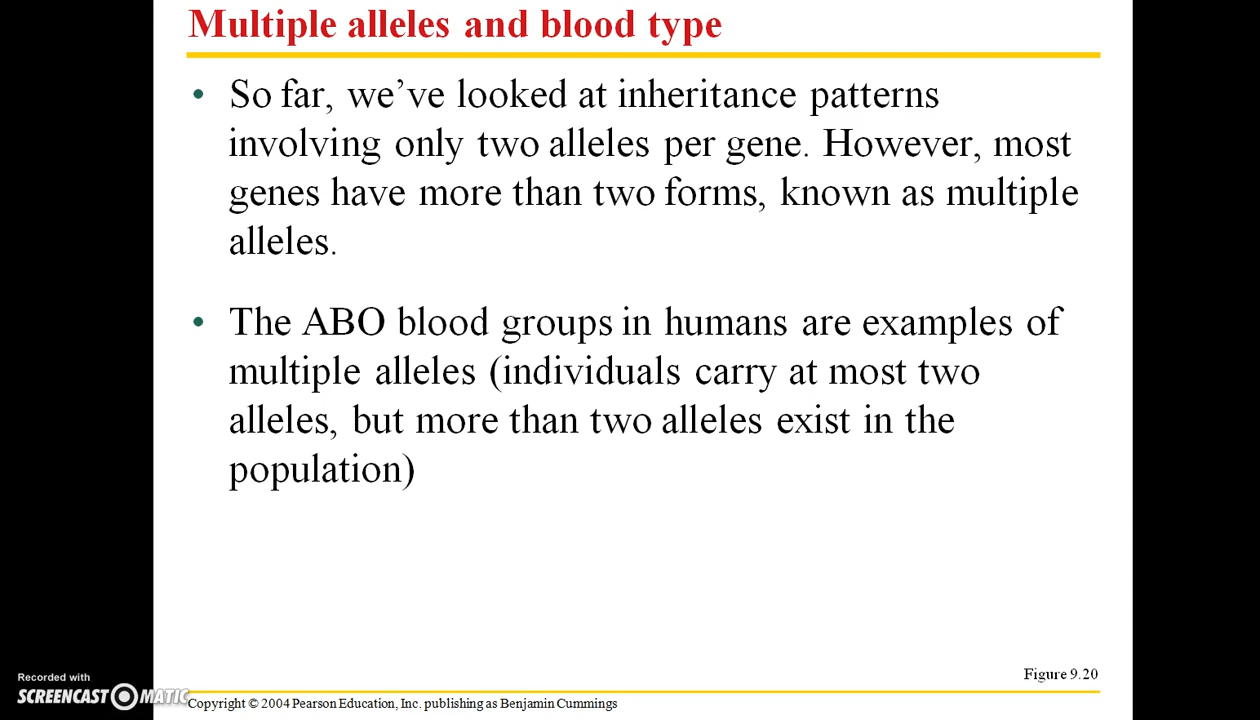 Multiple alleles and blood type
• So far, we've looked at inheritance patterns
involving only two alleles per gene. However, most
genes have more than two forms, known as multiple
alleles.
• The ABO blood groups in humans are examples of
multiple alleles (individuals carry at most two
alleles, but more than two alleles exist in the
population)
Figure 9.20
Recorded with
SCREENCAST MATIC
Copyright © 2004 Pearson Education, Inc. publishing as Benjamin Cummings